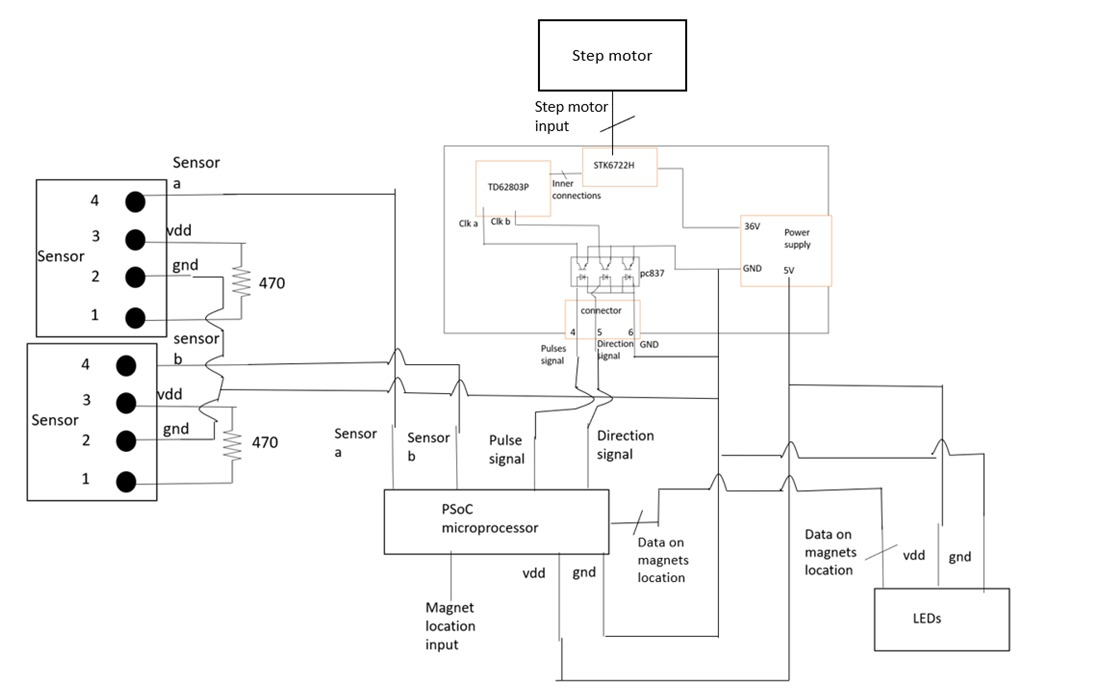 Step motor
Step motor
input
STK6722H
TD62803P
Inner
connections
Clk a
Clk b
36V
Power
supply
GND
5V
pc837
connector
4
5
6
Pulses
signal
Direction
signal
GND
Sensor
a
4
vdd
3
Sensor
gnd
2
470
1
sensor
b
4
vdd
3
Sensor
gnd
2
470
1
Sensor
a
Sensor
b
Pulse
signal
Direction
signal
PSoC
microprocessor
Data on
magnets
location
Data on
magnets
location
vdd
gnd
vdd
gnd
Magnet
location
input
LEDs